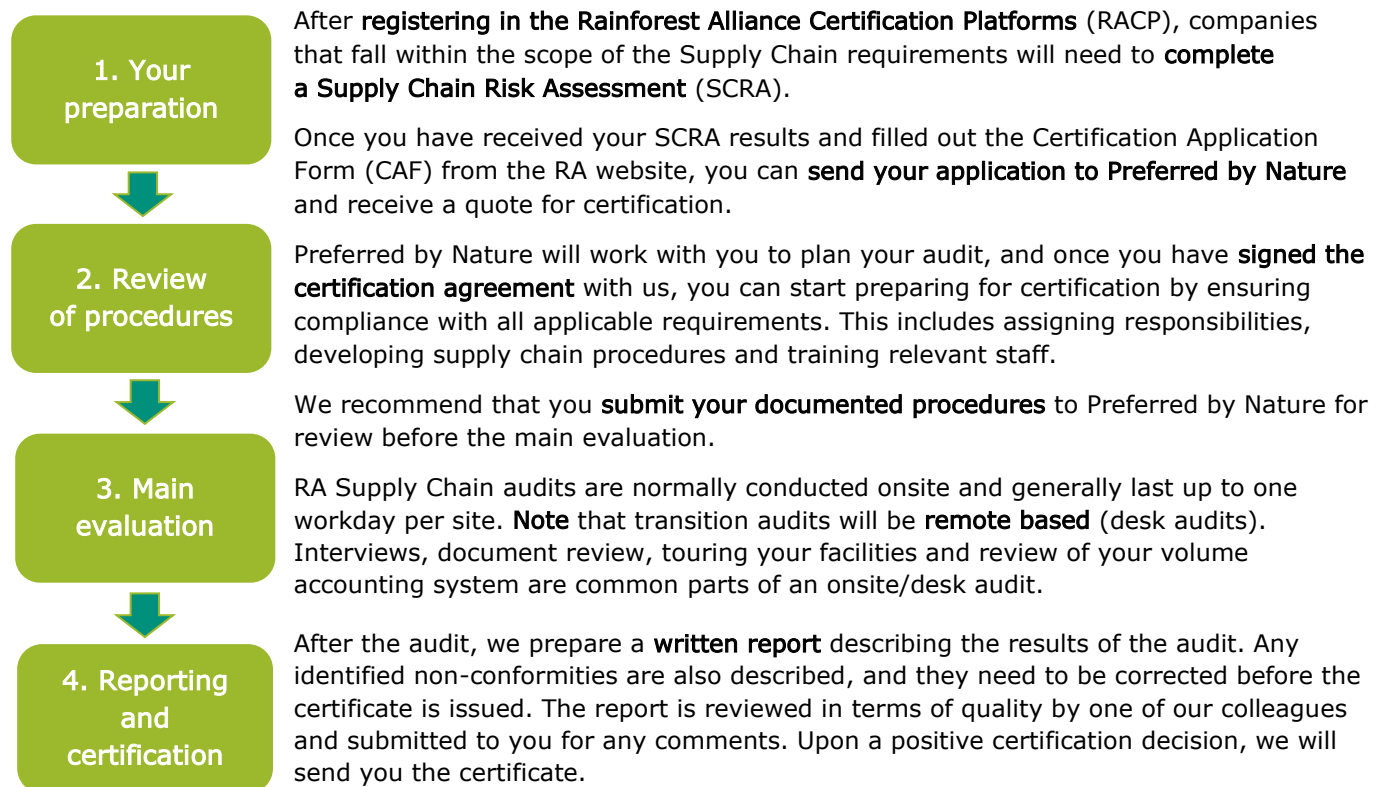 1. Your
preparation
After registering in the Rainforest Alliance Certification Platforms (RACP), companies
that fall within the scope of the Supply Chain requirements will need to complete
a Supply Chain Risk Assessment (SCRA).
Once you have received your SCRA results and filled out the Certification Application
Form (CAF) from the RA website, you can send your application to Preferred by Nature
and receive a quote for certification.
2. Review
of procedures
Preferred by Nature will work with you to plan your audit, and once you have signed the
certification agreement with us, you can start preparing for certification by ensuring
compliance with all applicable requirements. This includes assigning responsibilities,
developing supply chain procedures and training relevant staff.
We recommend that you submit your documented procedures to Preferred by Nature for
review before the main evaluation.
3. Main
evaluation
RA Supply Chain audits are normally conducted onsite and generally last up to one
workday per site. Note that transition audits will be remote based (desk audits).
Interviews, document review, touring your facilities and review of your volume
accounting system are common parts of an onsite/desk audit.
4. Reporting
and
certification
After the audit, we prepare a written report describing the results of the audit. Any
identified non-conformities are also described, and they need to be corrected before the
certificate is issued. The report is reviewed in terms of quality by one of our colleagues
and submitted to you for any comments. Upon a positive certification decision, we will
send you the certificate.